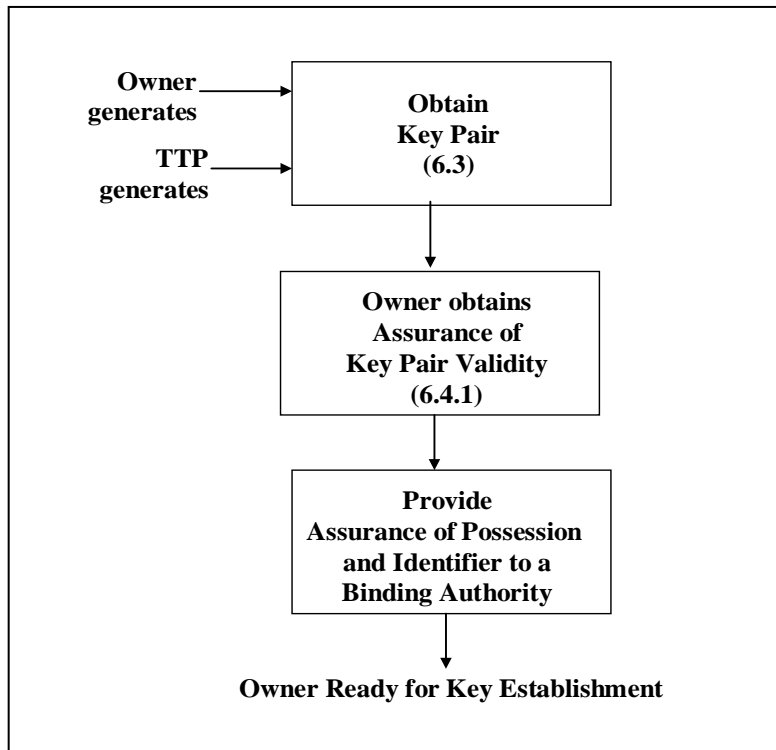 Owner
generates
TTP
generates
Obtain
Key Pair
(6.3)
Owner obtains
Assurance of
Key Pair Validity
(6.4.1)
Provide
Assurance of Possession
and Identifier to a
Binding Authority
Owner Ready for Key Establishment